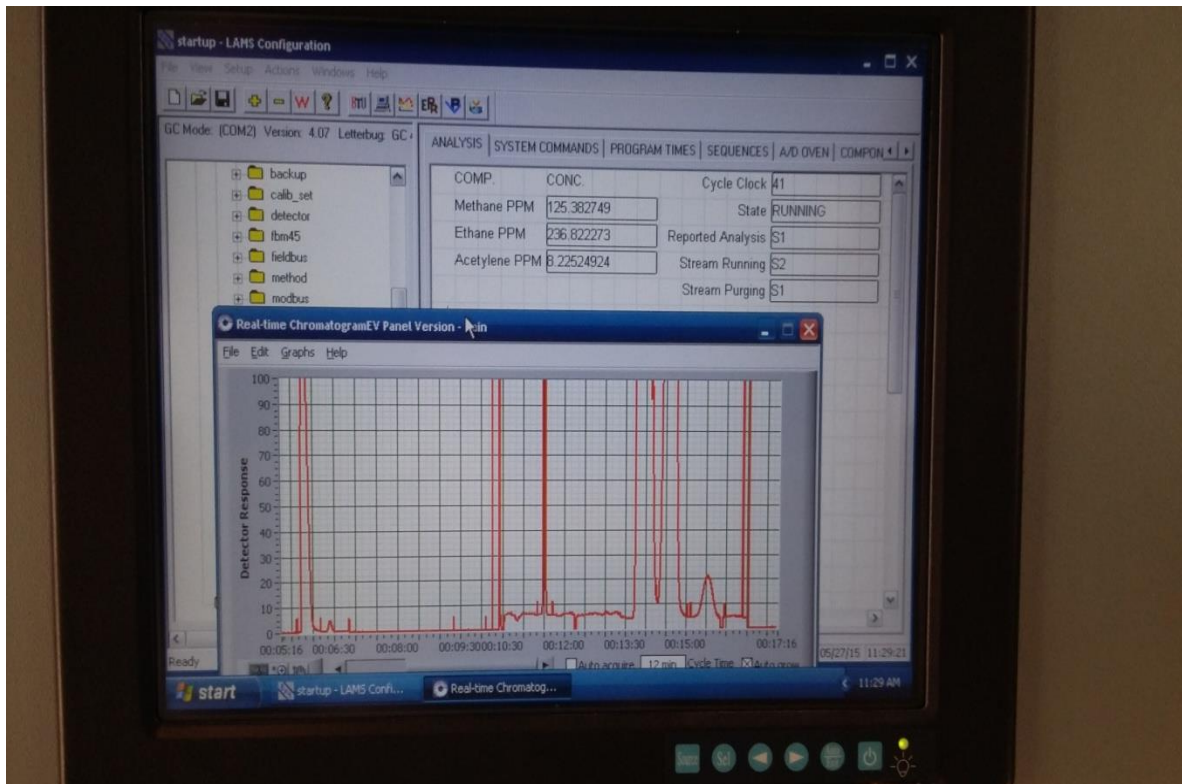 startup - LAMS Configuration
File View Setup Actions Windows Help
GC Mode: (COM2) Version: 4.07 Letterbug: GC
ANALYSIS SYSTEM COMMANDS PROGRAM TIMES SEQUENCES A/D OVEN COMPON
backup
calib_set
detector
fbm45
fieldbus
method
modbus
COMP. CONC.
Methane PPM 125.382749
Ethane PPM 236.822273
Acetylene PPM 8.22524924
Cycle Clock 41
State RUNNING
Reported Analysis S1
Stream Running S2
Stream Purging S1
Real-time ChromatogramEV Panel Version -
File Edit Graphs Help
Detector Response
100
90
80
70
60
50
40
30
20
10
0
00:05:16 00:06:30 00:08:00 00:09:30 00:10:30 00:12:00 00:13:30 00:15:00 00:17:16
Auto acquire 12 min Cycle Time
Ready
05/27/15 11:29:21
start
startup - LAMS Confi...
Real-time Chromatog...
11:29 AM
Source
Sel